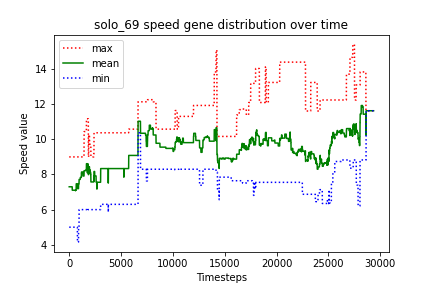 solo_69 speed gene distribution over time
max
mean
min
Speed value
14
12
10
8
6
4
0
5000
10000
15000
20000
25000
30000
Timesteps